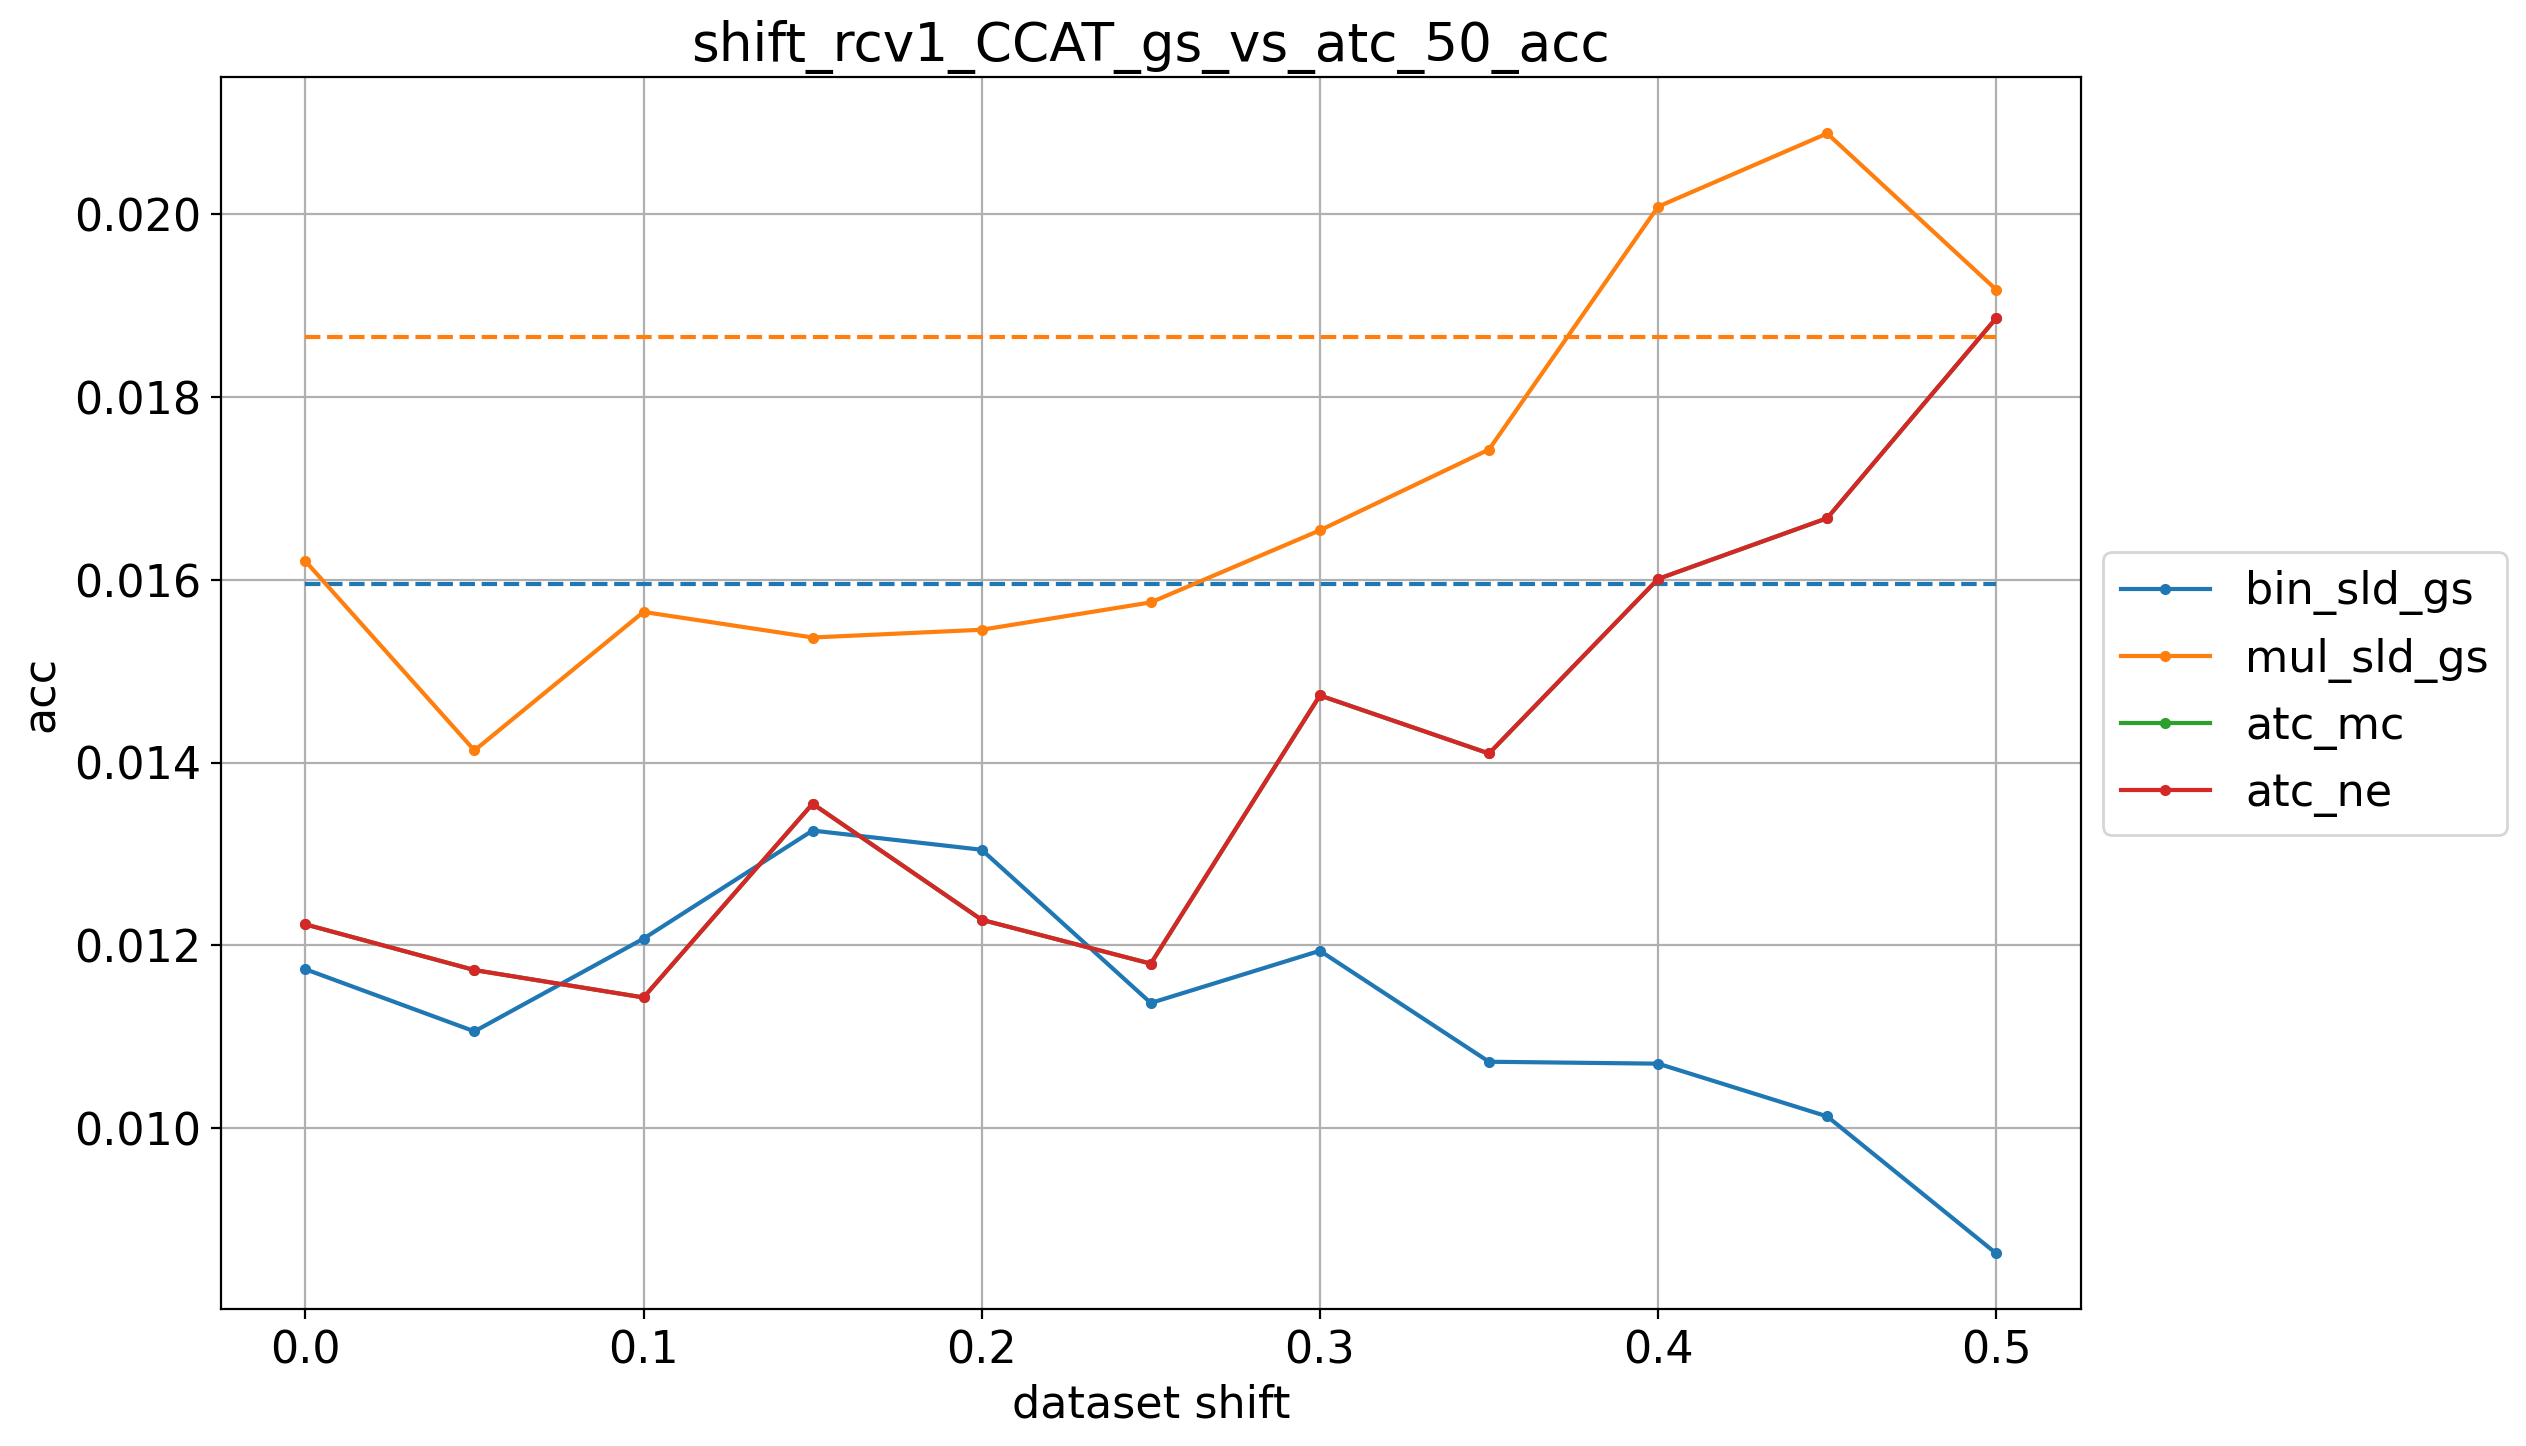 shift_rcv1_CCAT_gs_vs_atc_50_acc
0.020
0.018
0.016
0.014
0.012
0.010
acc
0.0 0.1 0.2 0.3 0.4 0.5
dataset shift
bin_sld_gs
mul_sld_gs
atc_mc
atc_ne